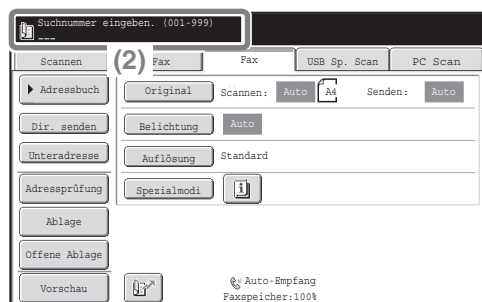 Suchnummer eingeben. (001-999)
___
(2)
Scannen Fax Fax USB Sp. Scan PC Scan
Adressbuch Original Scannen: Auto A4 Senden: Auto
Dir. senden Belichtung Auto
Unteradresse Auflösung Standard
Adressprüfung Spezialmodi
Ablage
Offene Ablage
Vorschau Auto-Empfang
Faxspeicher:100%